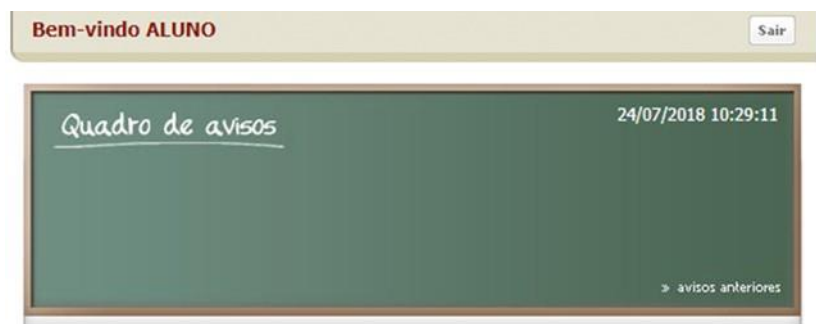 Bem-vindo ALUNO
Sair
Quadro de avisos
24/07/2018 10:29:11
» avisos anteriores